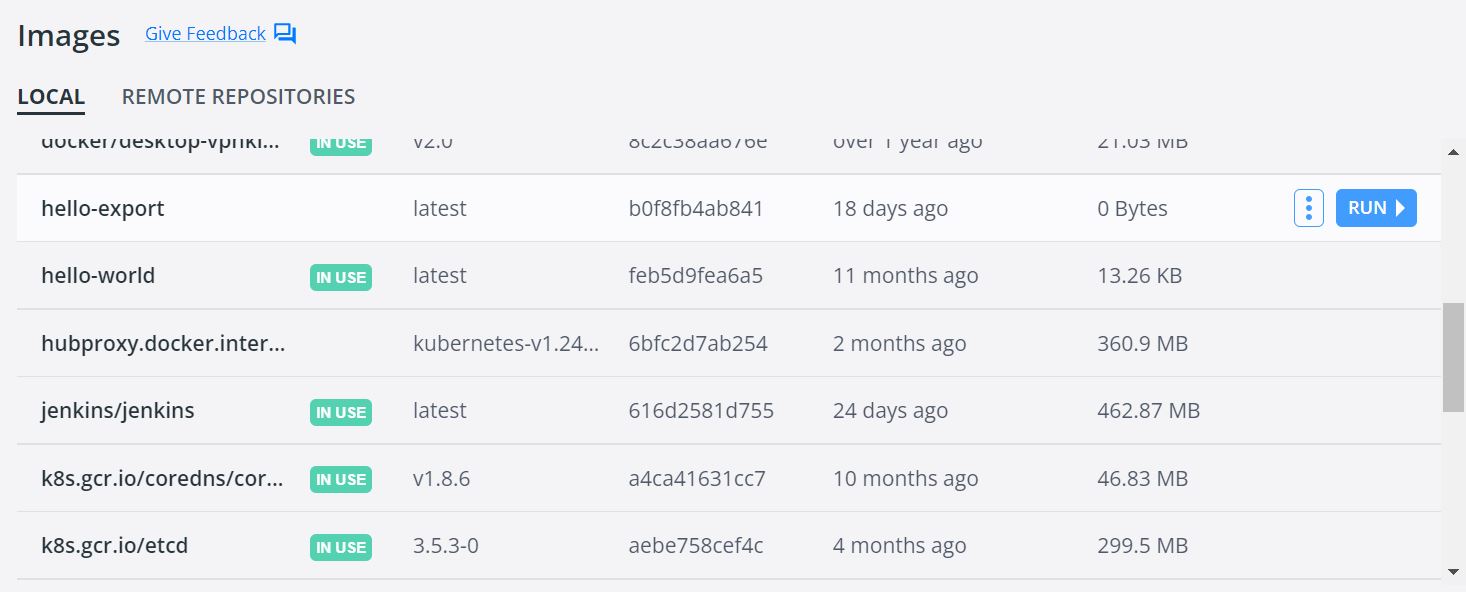 Images Give Feedback
LOCAL REMOTE REPOSITORIES
docker/desktop-vpnki... IN USE v2.0 8c2c38aa676e over 1 year ago 21.03 MB
hello-export latest b0f8fb4ab841 18 days ago 0 Bytes RUN
hello-world IN USE latest feb5d9fea6a5 11 months ago 13.26 KB
hubproxy.docker.inter... kubernetes-v1.24... 6bfc2d7ab254 2 months ago 360.9 MB
jenkins/jenkins IN USE latest 616d2581d755 24 days ago 462.87 MB
k8s.gcr.io/coredns/cor... IN USE v1.8.6 a4ca41631cc7 10 months ago 46.83 MB
k8s.gcr.io/etcd IN USE 3.5.3-0 aebe758cef4c 4 months ago 299.5 MB